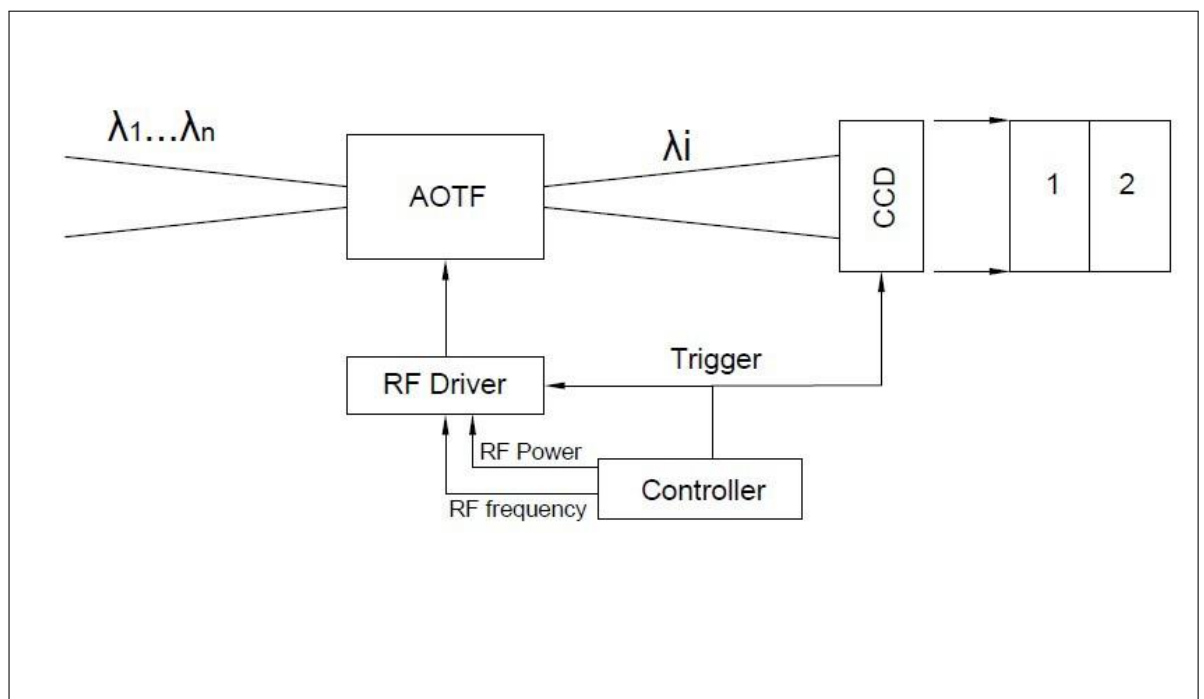 λ1...λn
λi
AOTF
CCD
1
2
Trigger
RF Driver
RF Power
Controller
RF frequency